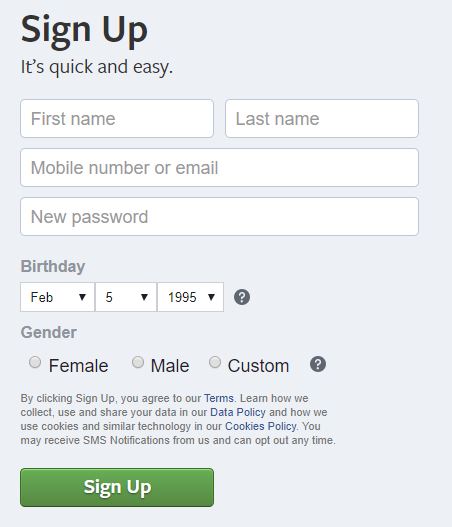 Sign Up
It's quick and easy.
First name Last name
Mobile number or email
New password
Birthday
Feb 5 1995 ?
Gender
Female Male Custom ?
By clicking Sign Up, you agree to our Terms. Learn how we
collect, use and share your data in our Data Policy and how we
use cookies and similar technology in our Cookies Policy. You
may receive SMS Notifications from us and can opt out any time.
Sign Up